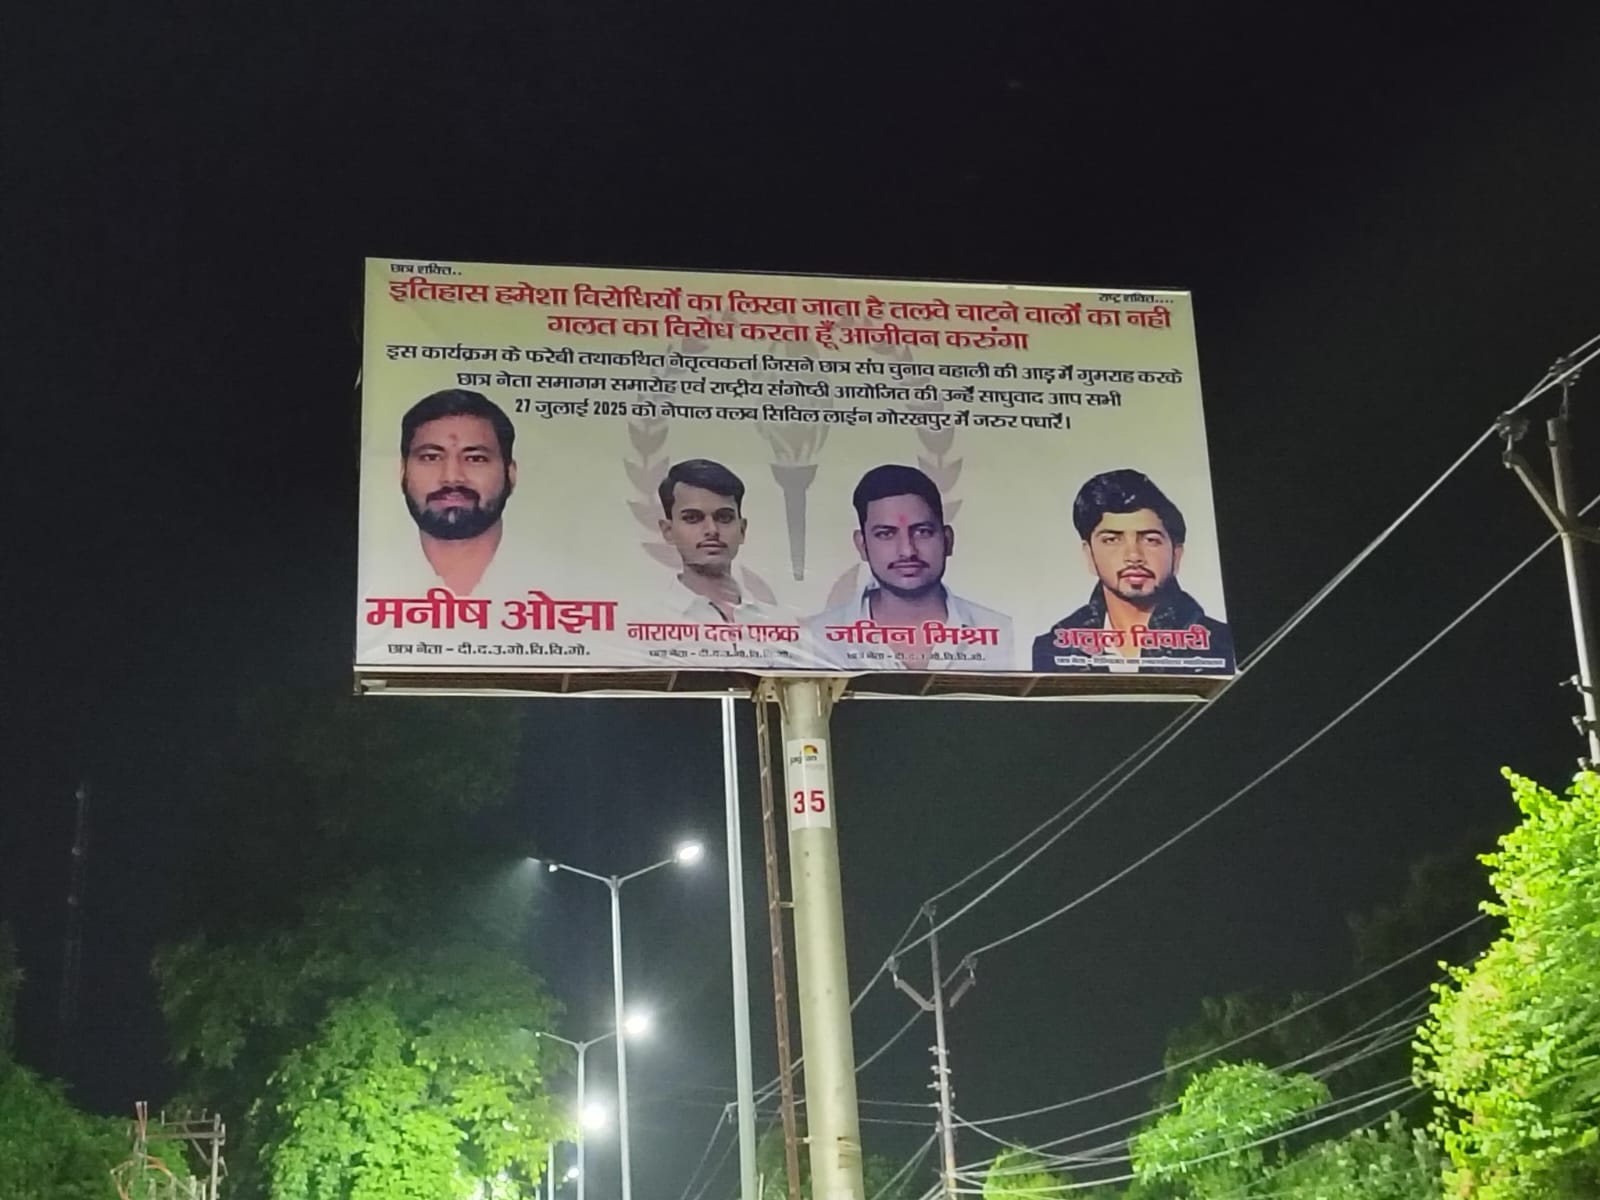 छात्र शक्ति..
राष्ट्र शक्ति....
इतिहास हमेशा विरोधियों का लिखा जाता है तलवे चाटने वालों का नही
गलत का विरोध करता हूँ आजीवन करुंगा
इस कार्यक्रम के फरेबी तथाकथित नेतृत्वकर्ता जिसने छात्र संघ चुनाव बहाली की आड़ में गुमराह करके
छात्र नेता समागम समारोह एवं राष्ट्रीय संगोष्ठी आयोजित की उन्हें साधुवाद आप सभी
27 जुलाई 2025 को नेपाल क्लब सिविल लाईन गोरखपुर में जरुर पधारें।
मनीष ओझा
छात्र नेता - दी.द.उ.गो.वि.वि.गो.
नारायण दत्त पाठक
छात्र नेता - दी.द.उ.गो.वि.वि.गो.
जतिन मिश्रा
छात्र नेता - दी.द.उ.गो.वि.वि.गो.
अतुल तिवारी
छात्र नेता -
35